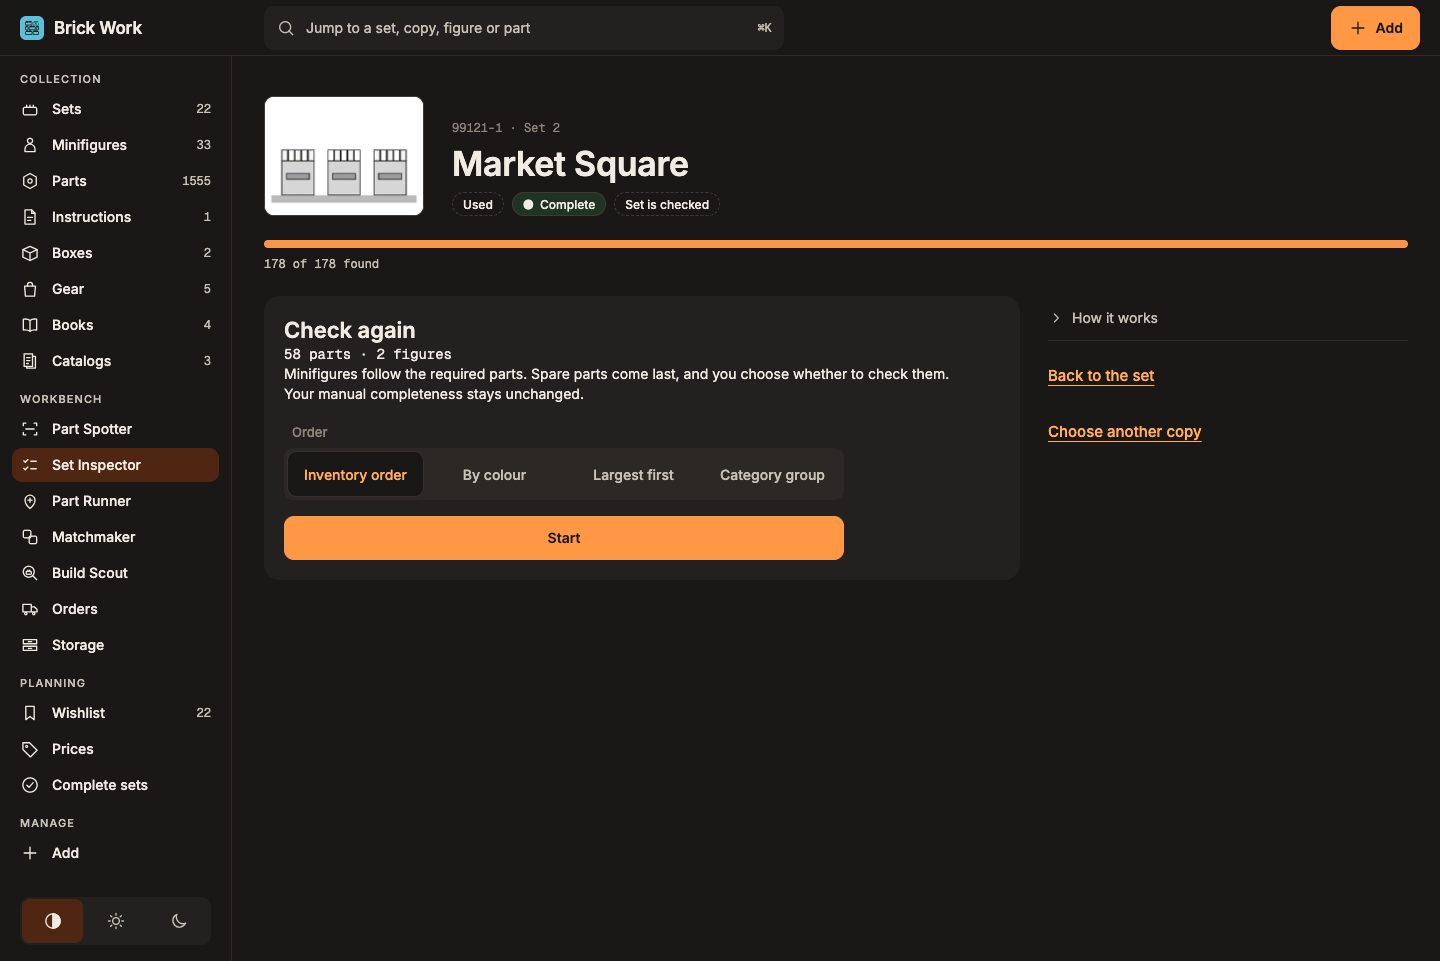 Brick Work
Jump to a set, copy, figure or part
⌘K
Add
COLLECTION
Sets 22
Minifigures 33
Parts 1555
Instructions 1
Boxes 2
Gear 5
Books 4
Catalogs 3
WORKBENCH
Part Spotter
Set Inspector
Part Runner
Matchmaker
Build Scout
Orders
Storage
PLANNING
Wishlist 22
Prices
Complete sets
MANAGE
Add
99121-1 · Set 2
Market Square
Used Complete Set is checked
178 of 178 found
Check again
58 parts · 2 figures
Minifigures follow the required parts. Spare parts come last, and you choose whether to check them.
Your manual completeness stays unchanged.
Order
Inventory order By colour Largest first Category group
Start
How it works
Back to the set
Choose another copy